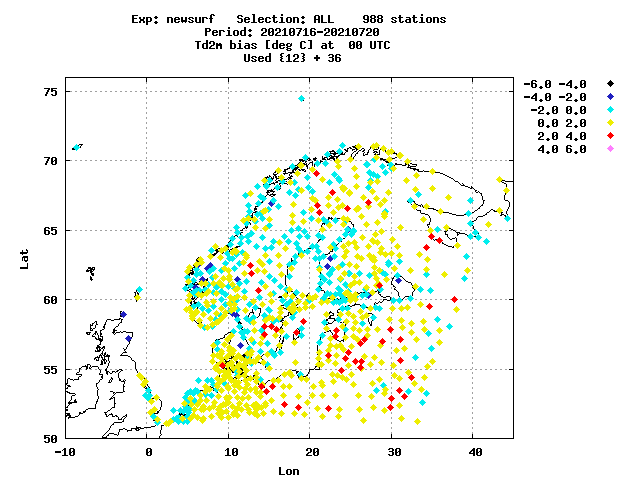 Exp: newsurf   Selection: ALL    988 stations
Period: 20210716-20210720
Td2m bias [deg C] at  00 UTC
Used {12} + 36
-6.0 -4.0
-4.0 -2.0
-2.0 0.0
0.0 2.0
2.0 4.0
4.0 6.0
75
70
65
60
55
50
Lat
-10 0 10 20 30 40
Lon